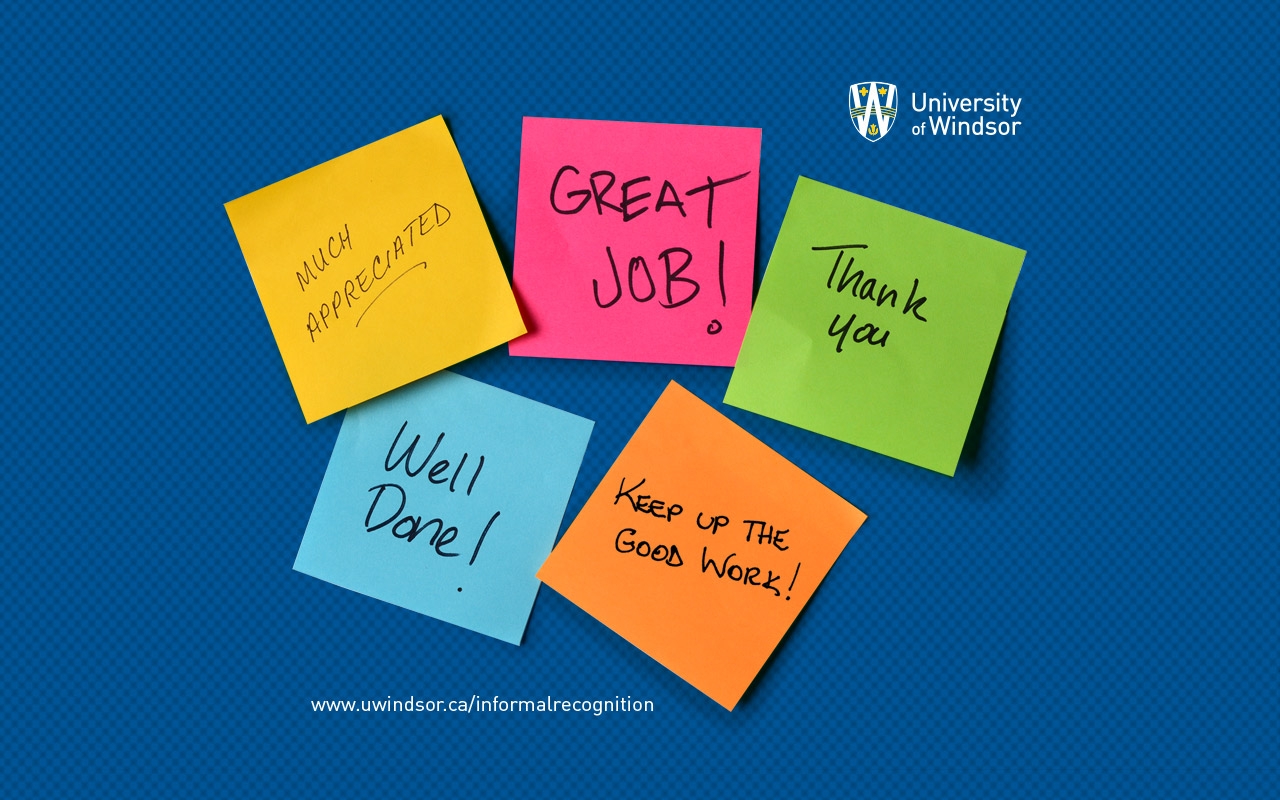 University
of Windsor
MUCH
APPRECIATED
GREAT
JOB!
Thank
you
Well
Done!
KEEP UP THE
GOOD WORK!
www.uwindsor.ca/informalrecognition